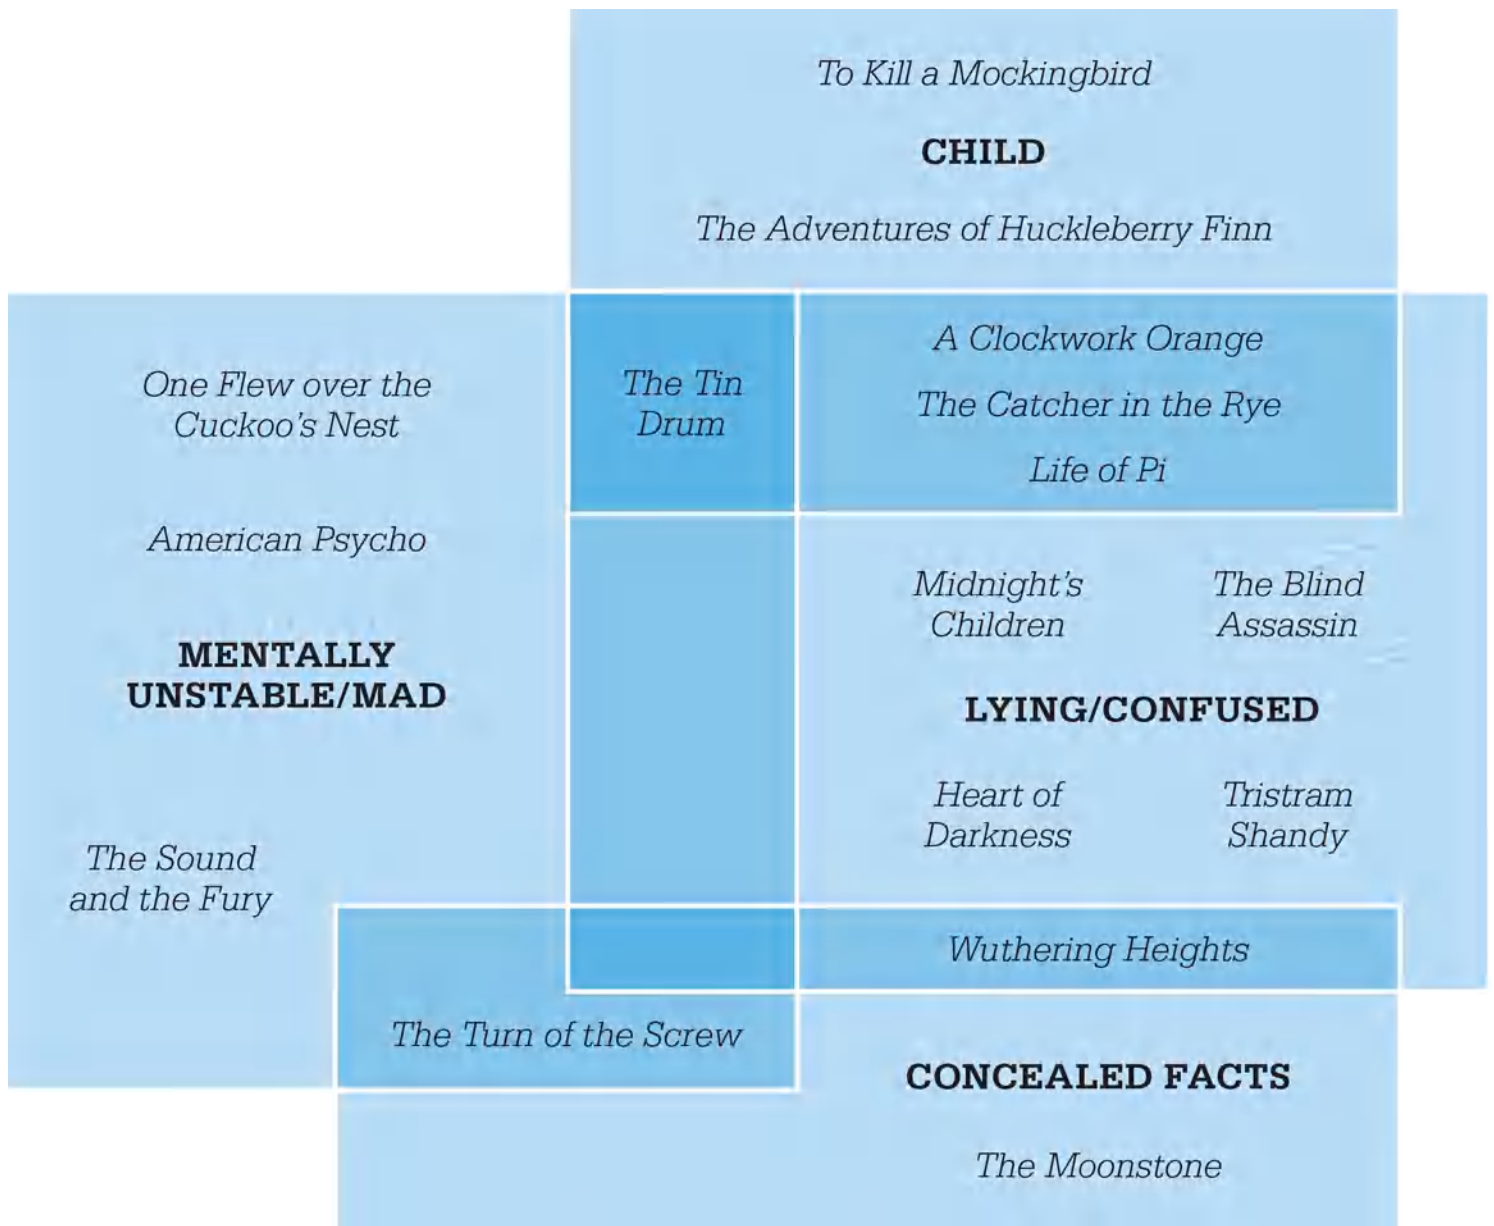 To Kill a Mockingbird
CHILD
The Adventures of Huckleberry Finn
One Flew over the
Cuckoo's Nest
American Psycho
MENTALLY
UNSTABLE/MAD
The Sound
and the Fury
The Tin
Drum
A Clockwork Orange
The Catcher in the Rye
Life of Pi
Midnight's
Children
The Blind
Assassin
LYING/CONFUSED
Heart of
Darkness
Tristram
Shandy
Wuthering Heights
The Turn of the Screw
CONCEALED FACTS
The Moonstone